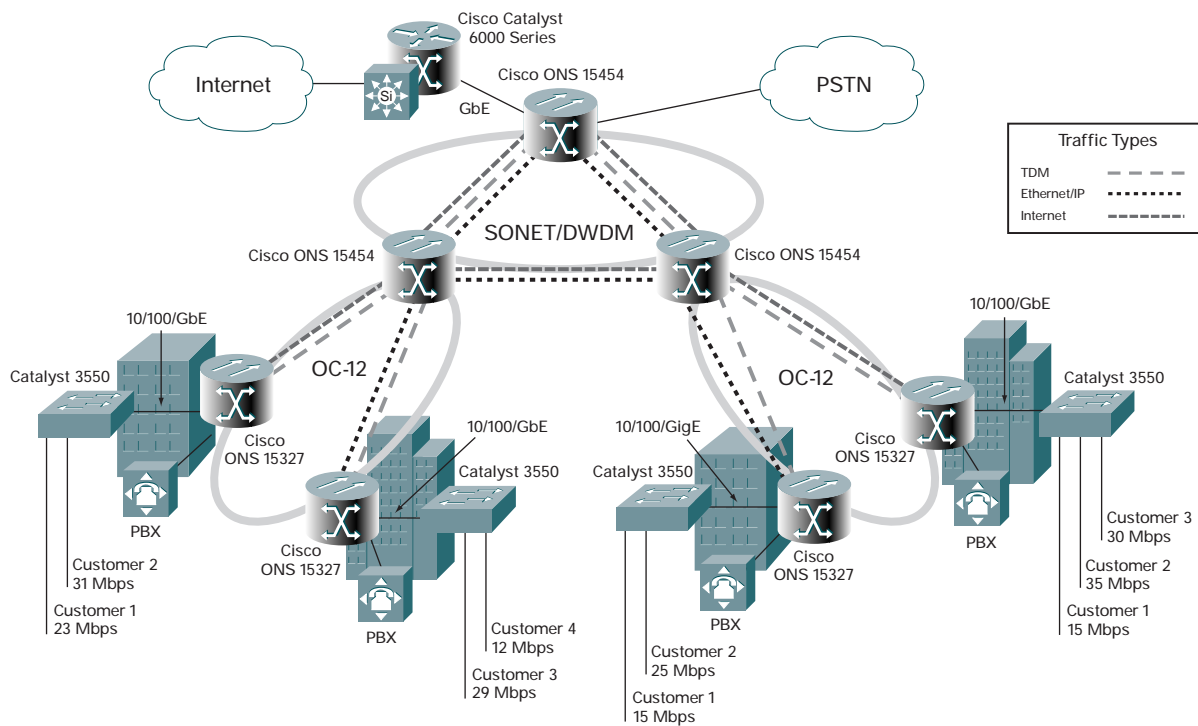 Cisco Catalyst
6000 Series
Internet
Si
GbE
Cisco ONS 15454
PSTN
Traffic Types
TDM
Ethernet/IP
Internet
SONET/DWDM
Cisco ONS 15454
Cisco ONS 15454
10/100/GbE
Catalyst 3550
OC-12
Cisco
ONS 15327
PBX
Customer 2
31 Mbps
Customer 1
23 Mbps
10/100/GbE
Catalyst 3550
Cisco
ONS 15327
PBX
Customer 4
12 Mbps
Customer 3
29 Mbps
OC-12
10/100/GigE
Catalyst 3550
Cisco
ONS 15327
PBX
Customer 2
25 Mbps
Customer 1
15 Mbps
10/100/GbE
Catalyst 3550
Cisco
ONS 15327
PBX
Customer 3
30 Mbps
Customer 2
35 Mbps
Customer 1
15 Mbps